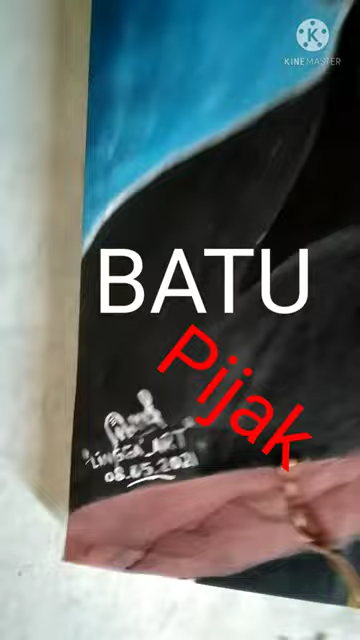 KINEMASTER
BATU
Pijak
"LINGGA_ART"
08.05.2021